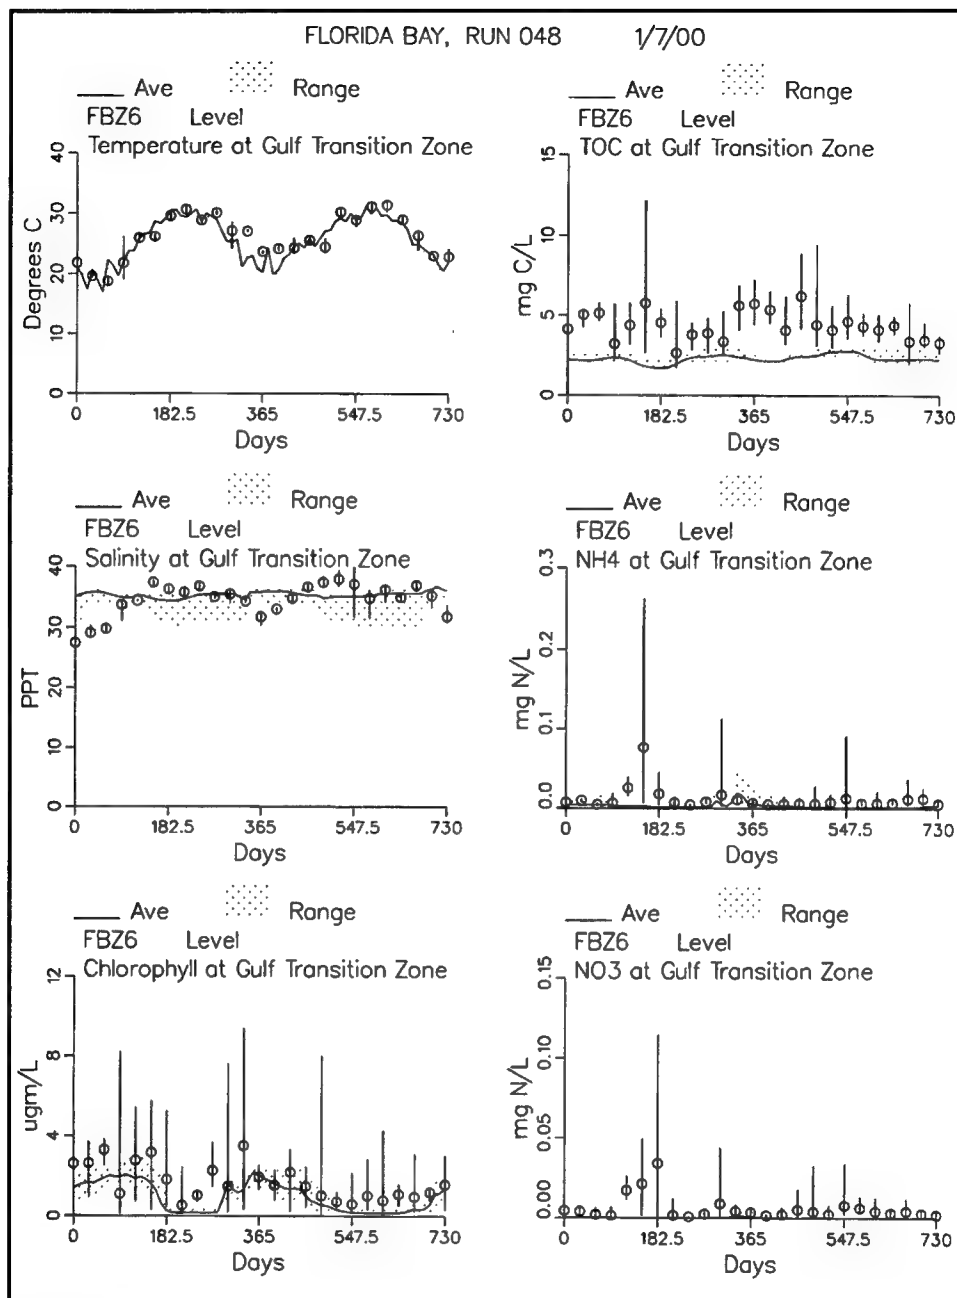 FLORIDA BAY, RUN 048 1/7/00
Ave Range
FBZ6 Level
Temperature at Gulf Transition Zone
Degrees C
40
30
20
10
0
0 182.5 365 547.5 730
Days
Ave Range
FBZ6 Level
TOC at Gulf Transition Zone
mg C/L
15
10
5
0
0 182.5 365 547.5 730
Days
Ave Range
FBZ6 Level
Salinity at Gulf Transition Zone
PPT
40
30
20
10
0
0 182.5 365 547.5 730
Days
Ave Range
FBZ6 Level
NH4 at Gulf Transition Zone
mg N/L
0.3
0.2
0.1
0.0
0 182.5 365 547.5 730
Days
Ave Range
FBZ6 Level
Chlorophyll at Gulf Transition Zone
ugm/L
12
8
4
0
0 182.5 365 547.5 730
Days
Ave Range
FBZ6 Level
NO3 at Gulf Transition Zone
mg N/L
0.15
0.10
0.05
0.00
0 182.5 365 547.5 730
Days